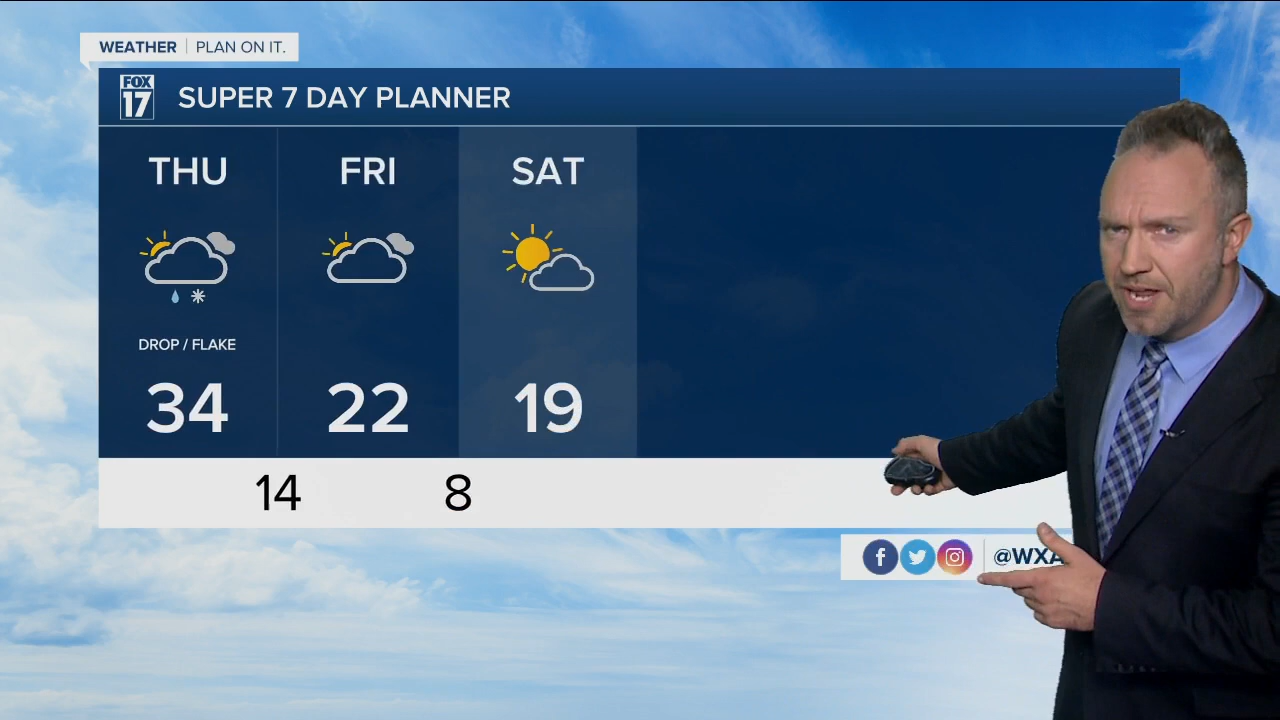 WEATHER | PLAN ON IT.
FOX
17
SUPER 7 DAY PLANNER
THU
FRI
SAT
DROP / FLAKE
34
22
19
14
8